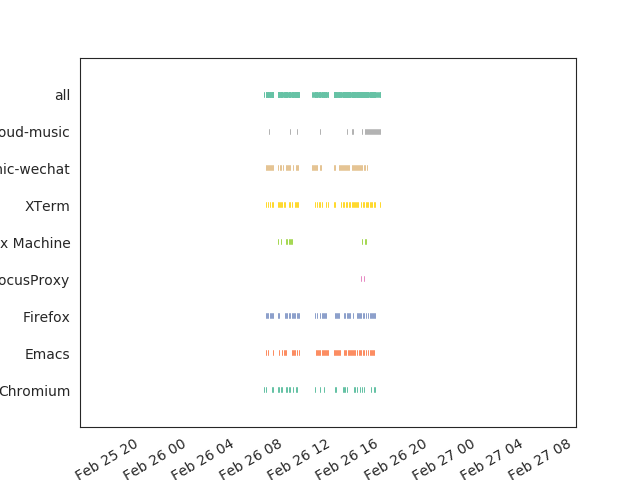 all
oud-music
nic-wechat
XTerm
x Machine
ocusProxy
Firefox
Emacs
Chromium
Feb 25 20
Feb 26 00
Feb 26 04
Feb 26 08
Feb 26 12
Feb 26 16
Feb 26 20
Feb 27 00
Feb 27 04
Feb 27 08